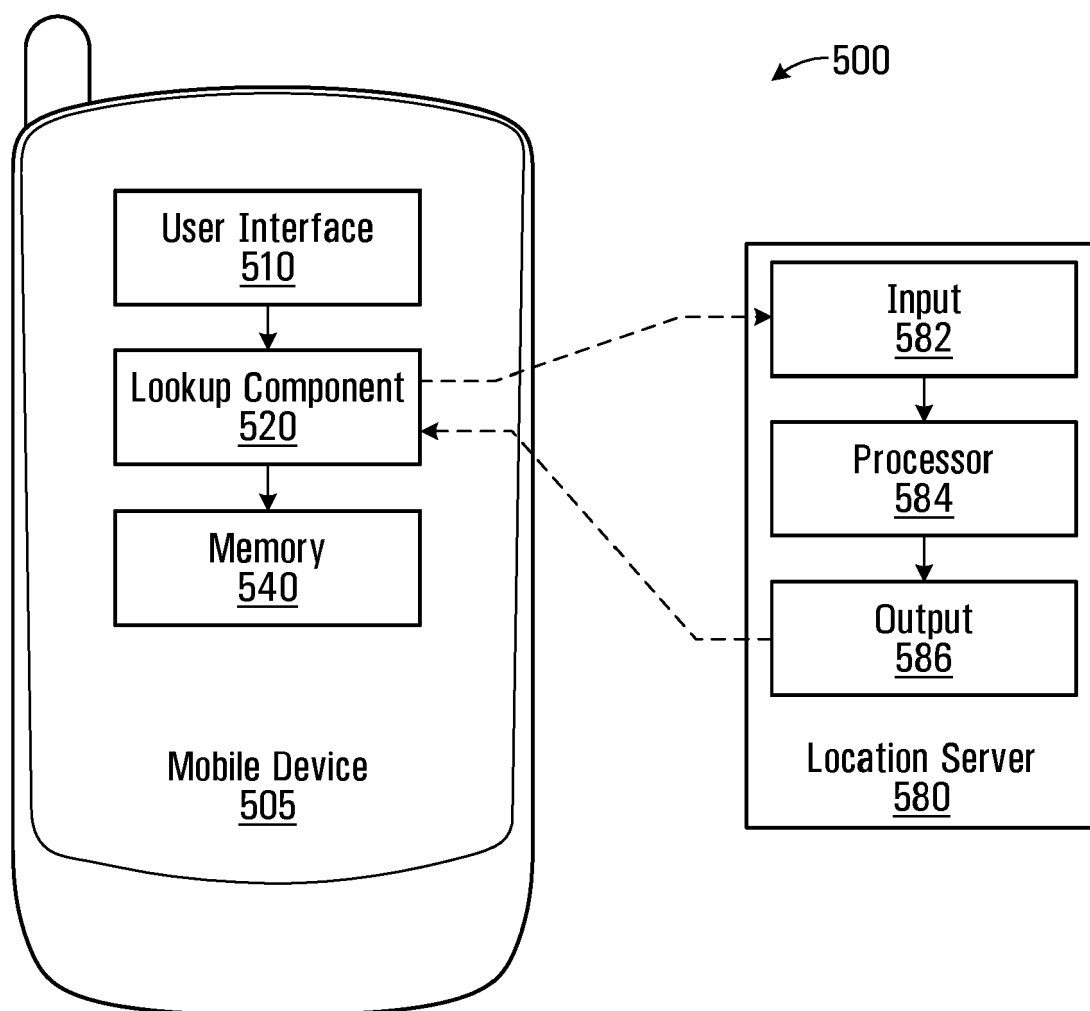 500
User Interface
510
Lookup Component
520
Memory
540
Mobile Device
505
Input
582
Processor
584
Output
586
Location Server
580